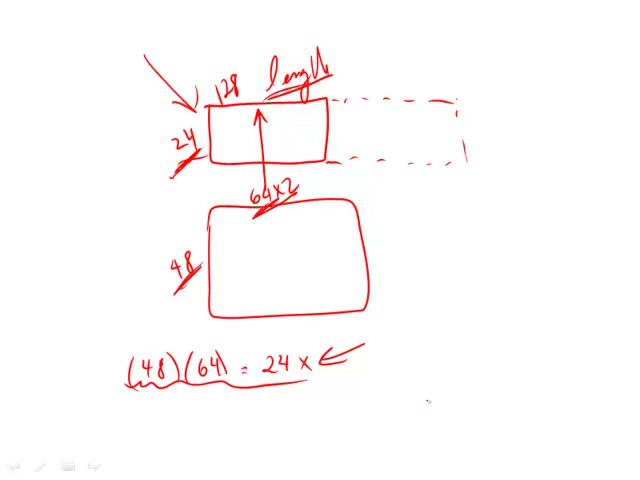 128 length
24
64x2
48
(48)(64) = 24 x